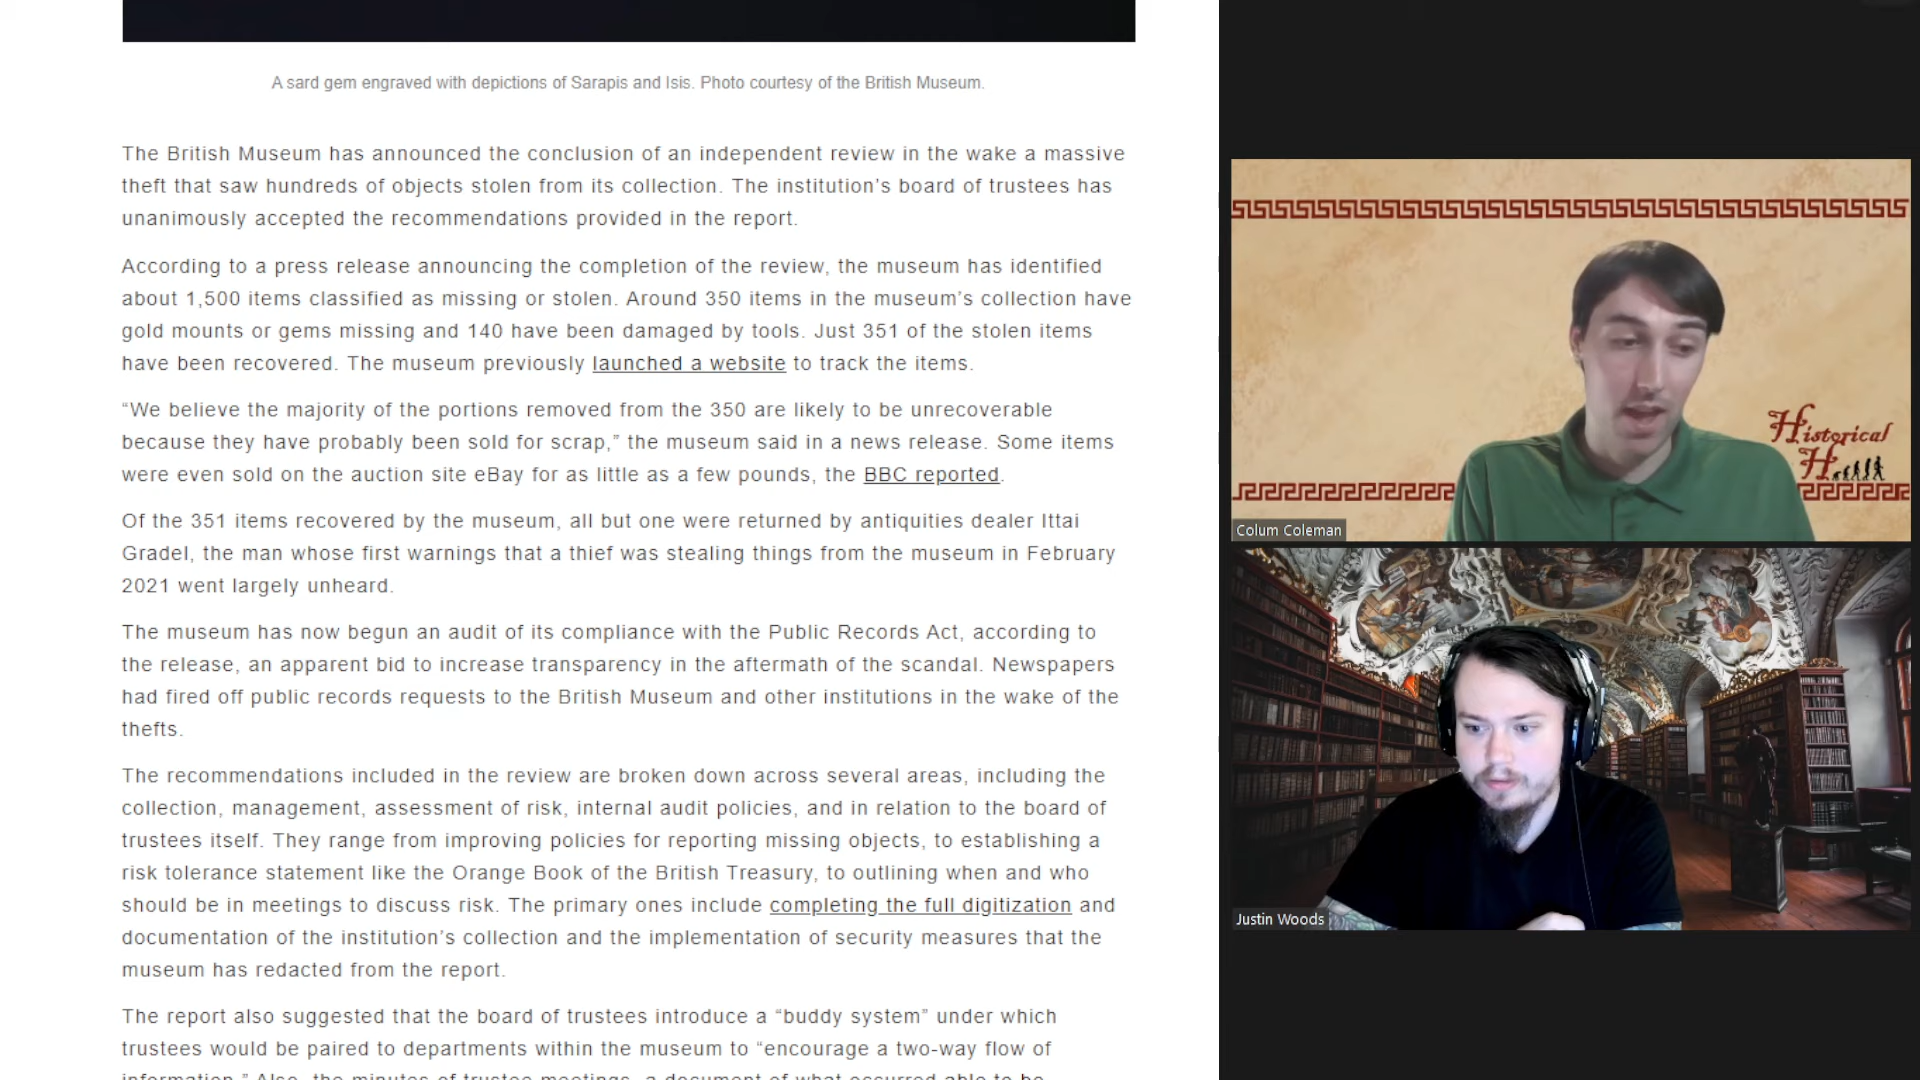 A sard gem engraved with depictions of Sarapis and Isis. Photo courtesy of the British Museum.
The British Museum has announced the conclusion of an independent review in the wake a massive
theft that saw hundreds of objects stolen from its collection. The institution’s board of trustees has
unanimously accepted the recommendations provided in the report.
According to a press release announcing the completion of the review, the museum has identified
about 1,500 items classified as missing or stolen. Around 350 items in the museum’s collection have
gold mounts or gems missing and 140 have been damaged by tools. Just 351 of the stolen items
have been recovered. The museum previously launched a website to track the items.
“We believe the majority of the portions removed from the 350 are likely to be unrecoverable
because they have probably been sold for scrap,” the museum said in a news release. Some items
were even sold on the auction site eBay for as little as a few pounds, the BBC reported.
Of the 351 items recovered by the museum, all but one were returned by antiquities dealer Ittai
Gradel, the man whose first warnings that a thief was stealing things from the museum in February
2021 went largely unheard.
The museum has now begun an audit of its compliance with the Public Records Act, according to
the release, an apparent bid to increase transparency in the aftermath of the scandal. Newspapers
had fired off public records requests to the British Museum and other institutions in the wake of the
thefts.
The recommendations included in the review are broken down across several areas, including the
collection, management, assessment of risk, internal audit policies, and in relation to the board of
trustees itself. They range from improving policies for reporting missing objects, to establishing a
risk tolerance statement like the Orange Book of the British Treasury, to outlining when and who
should be in meetings to discuss risk. The primary ones include completing the full digitization and
documentation of the institution’s collection and the implementation of security measures that the
museum has redacted from the report.
The report also suggested that the board of trustees introduce a “buddy system” under which
trustees would be paired to departments within the museum to “encourage a two-way flow of
information.” Also, the minutes of trustee meetings, a document of what occurred able to be
Historical
H
Colum Coleman
Justin Woods